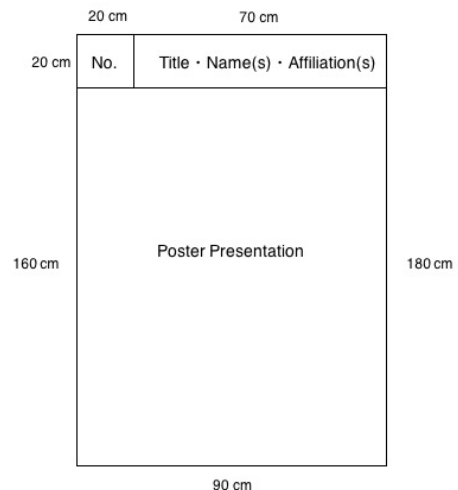 20 cm 70 cm
20 cm No. Title・Name(s)・Affiliation(s)
Poster Presentation
160 cm 180 cm
90 cm